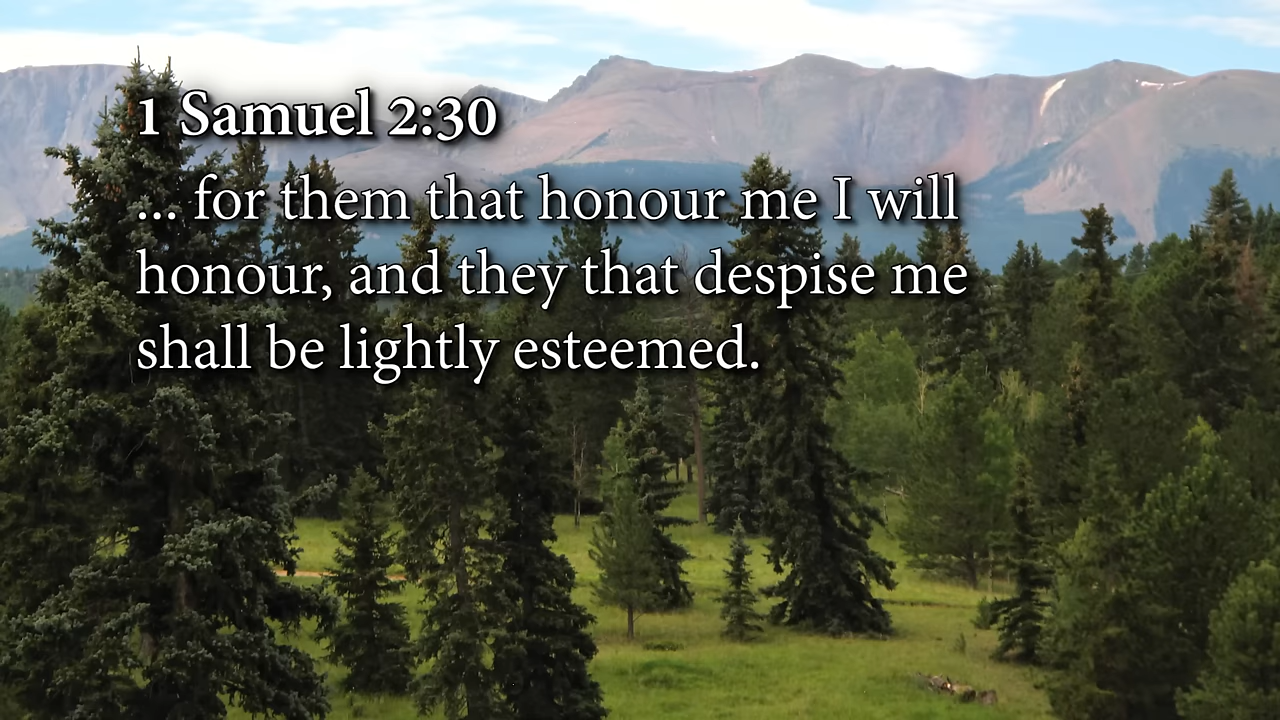 1 Samuel 2:30
... for them that honour me I will
honour, and they that despise me
shall be lightly esteemed.